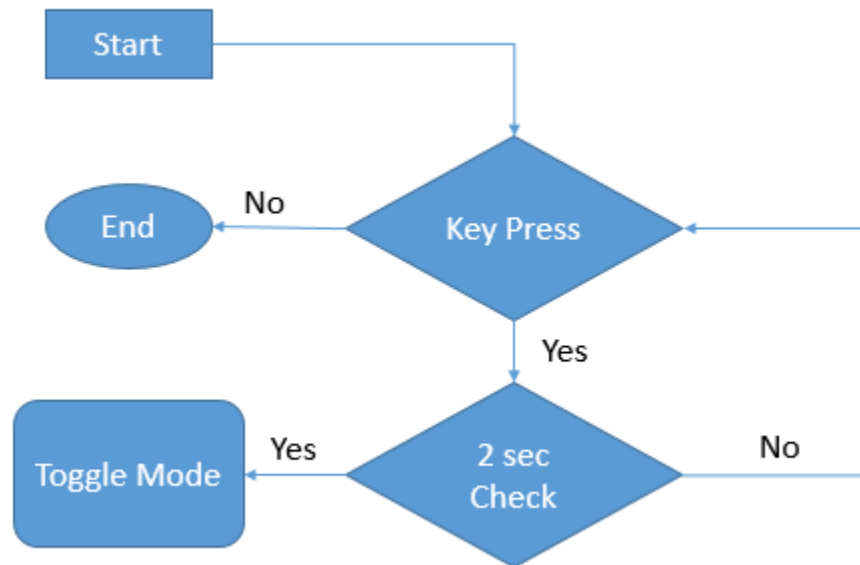 Start
No
End
Key Press
Yes
Toggle Mode
Yes
2 sec
Check
No